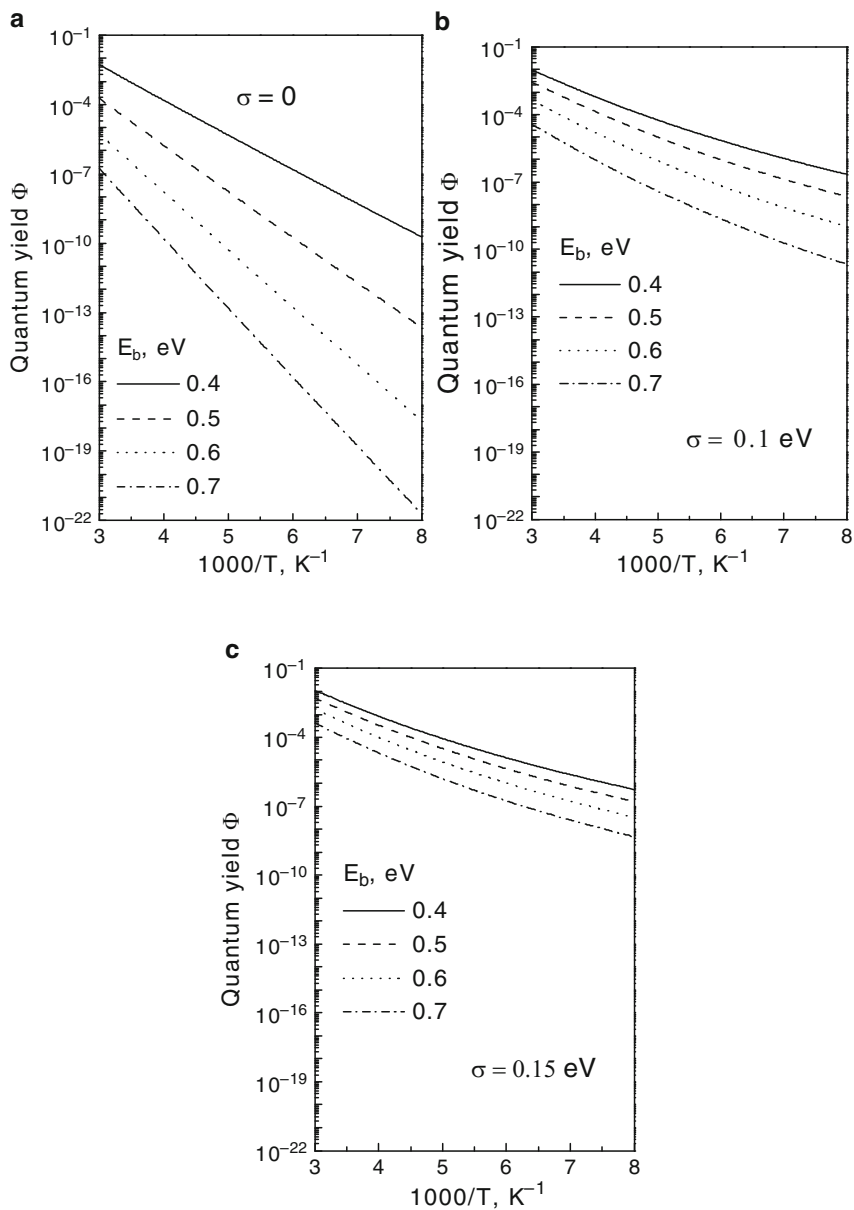 a
10⁻¹
10⁻⁴
10⁻⁷
10⁻¹⁰
10⁻¹³
10⁻¹⁶
10⁻¹⁹
10⁻²²
Quantum yield Φ
σ = 0
E_b, eV
0.4
0.5
0.6
0.7
3 4 5 6 7 8
1000/T, K⁻¹
b
10⁻¹
10⁻⁴
10⁻⁷
10⁻¹⁰
10⁻¹³
10⁻¹⁶
10⁻¹⁹
10⁻²²
Quantum yield Φ
E_b, eV
0.4
0.5
0.6
0.7
σ = 0.1 eV
3 4 5 6 7 8
1000/T, K⁻¹
c
10⁻¹
10⁻⁴
10⁻⁷
10⁻¹⁰
10⁻¹³
10⁻¹⁶
10⁻¹⁹
10⁻²²
Quantum yield Φ
E_b, eV
0.4
0.5
0.6
0.7
σ = 0.15 eV
3 4 5 6 7 8
1000/T, K⁻¹